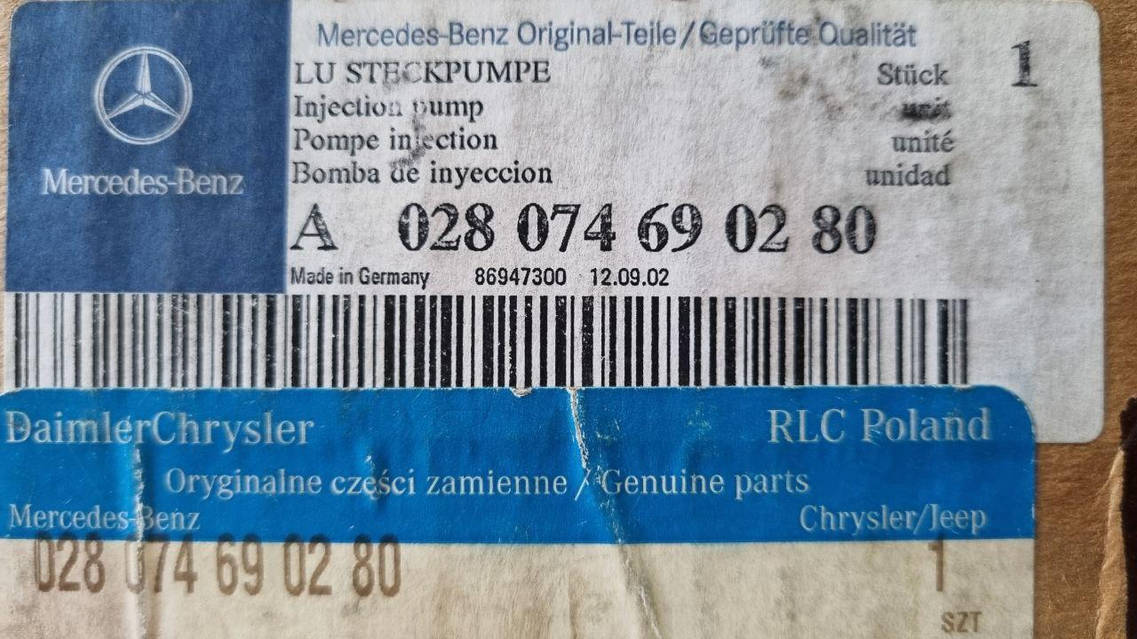 Mercedes-Benz Original-Teile/Geprüfte Qualität
LU STECKPUMPE Stück 1
Injection pump unit
Pompe injection unité
Bomba de inyeccion unidad
Mercedes-Benz
A 028 074 69 02 80
Made in Germany 86947300 12.09.02
DaimlerChrysler RLC Poland
Oryginalne części zamienne / Genuine parts
Mercedes-Benz Chrysler/Jeep
028 074 69 02 80 1
SZT